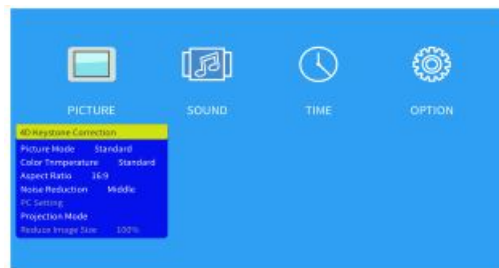 PICTURE SOUND TIME OPTION
4D Keystone Correction
Picture Mode Standard
Color Tnmperature Standard
Aspect Ratio 16:9
Noise Reduction Middle
PC Setting
Projection Mode
Reduce Image Size 100%